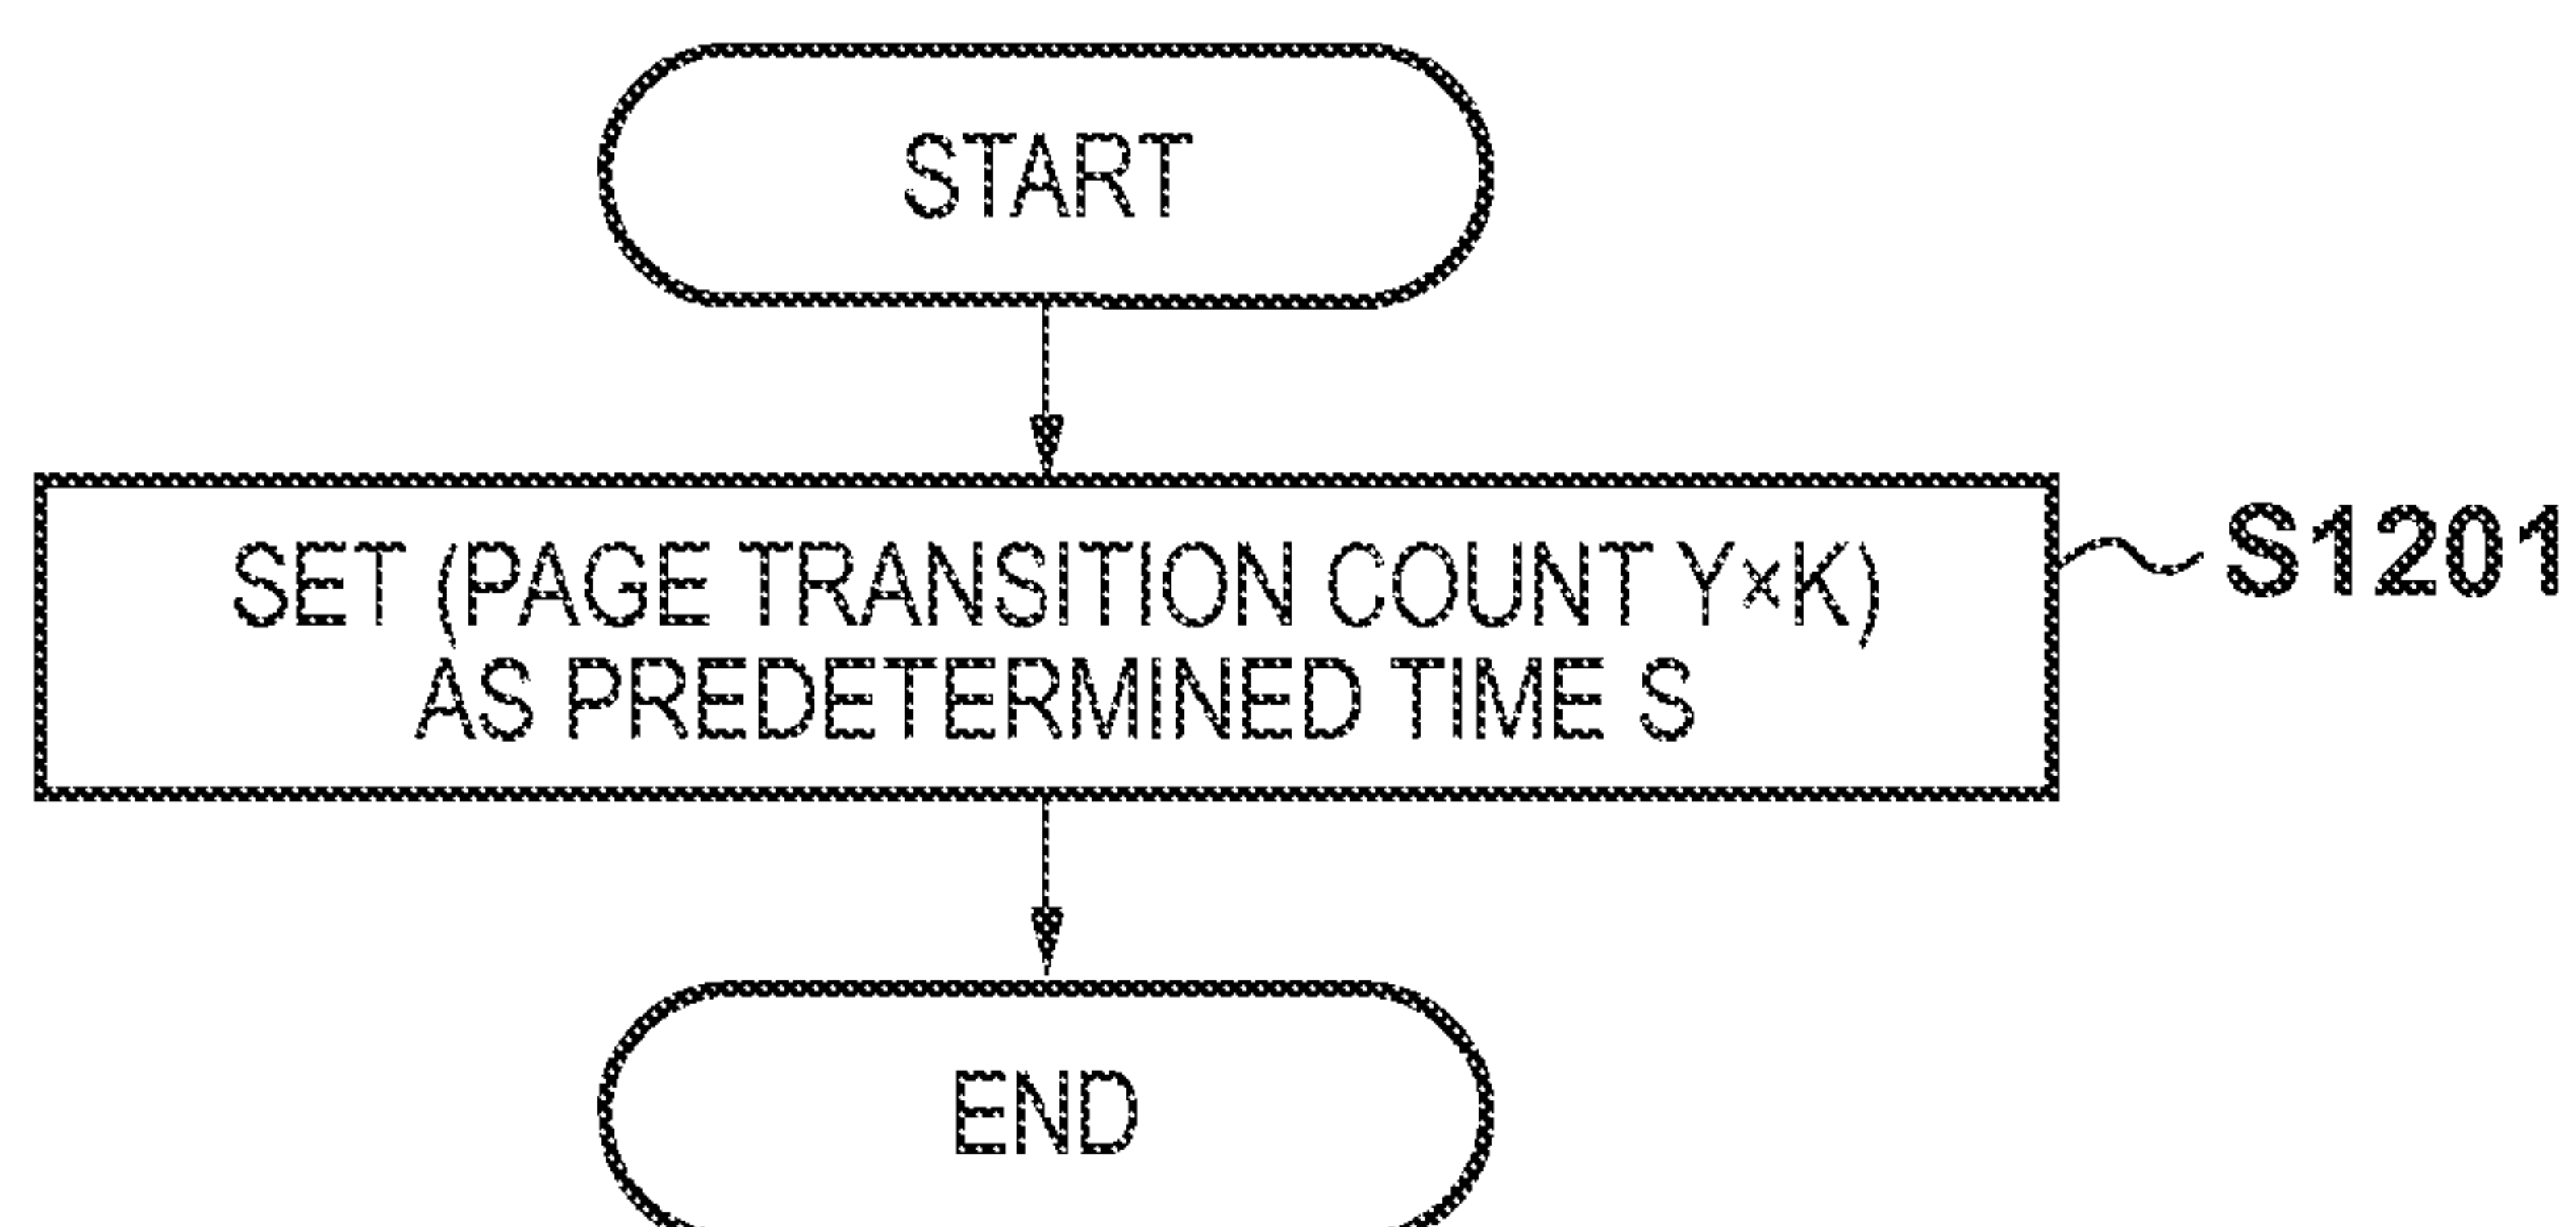 START
SET (PAGE TRANSITION COUNT Y×K)
AS PREDETERMINED TIME S
S1201
END